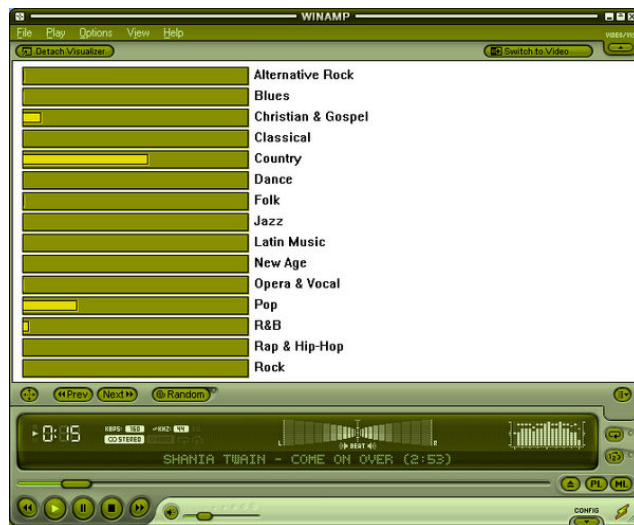 WINAMP
File Play Options View Help
VIDEO/VIS
Detach Visualizer
Switch to Video
Alternative Rock
Blues
Christian & Gospel
Classical
Country
Dance
Folk
Jazz
Latin Music
New Age
Opera & Vocal
Pop
R&B
Rap & Hip-Hop
Rock
Prev Next Random
0:15 KBPS: 160 KHZ: 44
STEREO
L BEAT R
SHANIA TWAIN - COME ON OVER (2:53)
PL ML
CONFIG